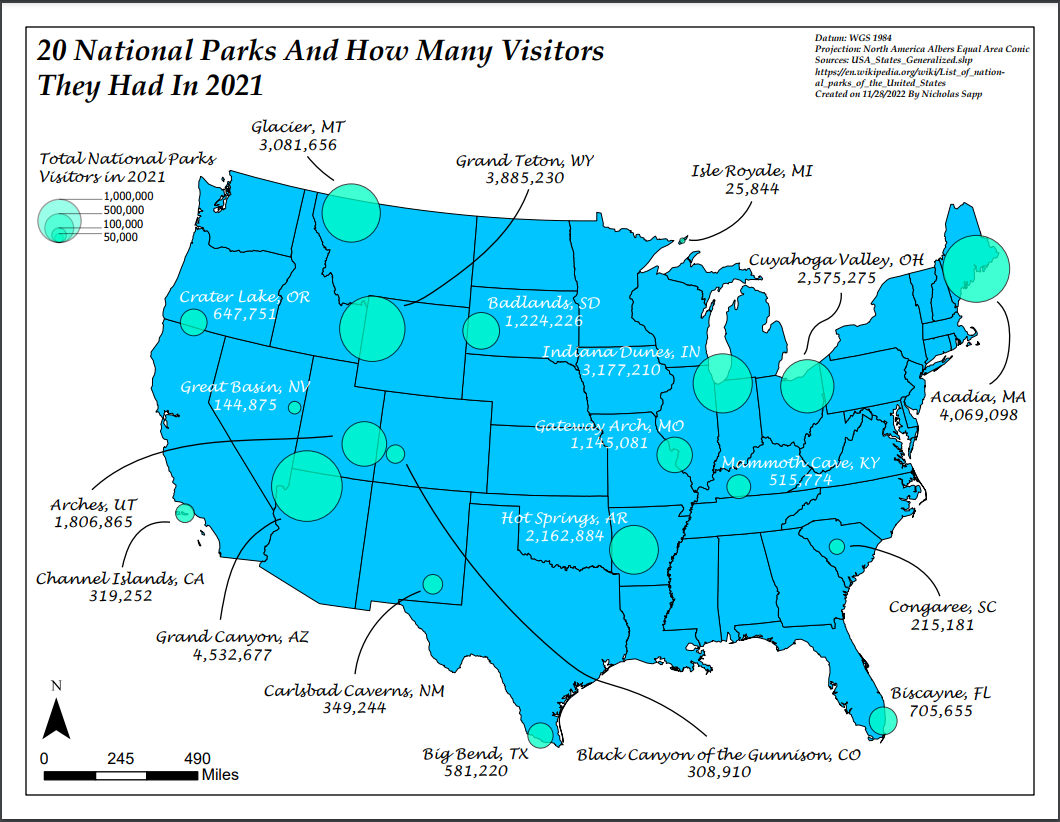 20 National Parks And How Many Visitors
They Had In 2021
Datum: WGS 1984
Projection: North America Albers Equal Area Conic
Sources: USA_States_Generalized.shp
https://en.wikipedia.org/wiki/List_of_nation-
al_parks_of_the_United_States
Created on 11/28/2022 By Nicholas Sapp
Total National Parks
Visitors in 2021
1,000,000
500,000
100,000
50,000
Glacier, MT
3,081,656
Grand Teton, WY
3,885,230
Isle Royale, MI
25,844
Cuyahoga Valley, OH
2,575,275
Crater Lake, OR
647,751
Badlands, SD
1,224,226
Indiana Dunes, IN
3,177,210
Great Basin, NV
144,875
Acadia, MA
4,069,098
Gateway Arch, MO
1,145,081
Mammoth Cave, KY
515,774
Arches, UT
1,806,865
Hot Springs, AR
2,162,884
Channel Islands, CA
319,252
Congaree, SC
215,181
Grand Canyon, AZ
4,532,677
Carlsbad Caverns, NM
349,244
Biscayne, FL
705,655
Big Bend, TX
581,220
Black Canyon of the Gunnison, CO
308,910
N
0 245 490
Miles